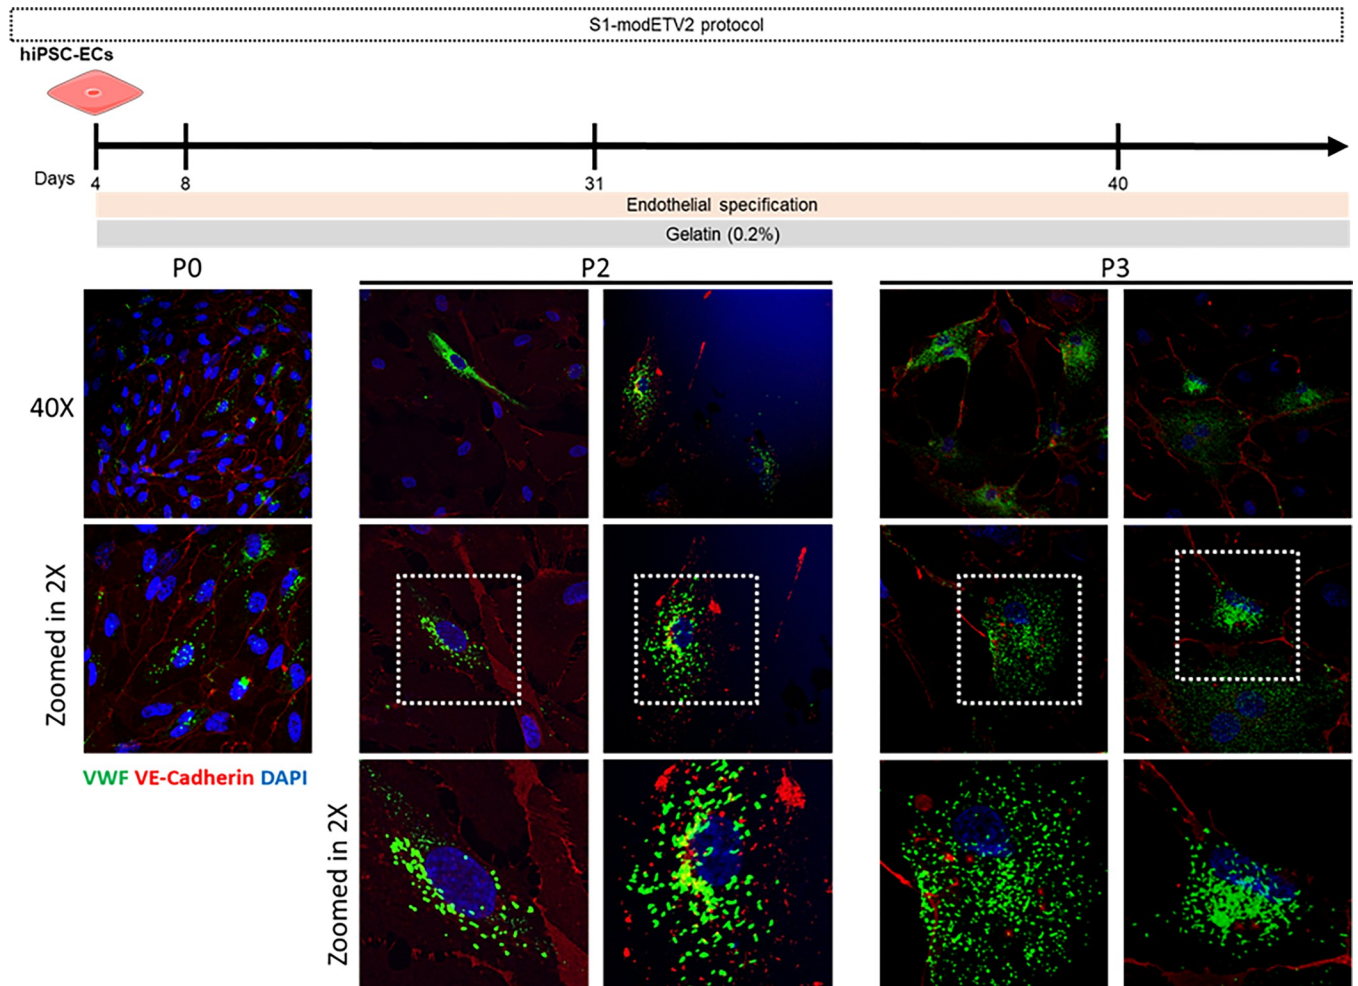 S1-modETV2 protocol
hiPSC-ECs
Days 4 8 31 40
Endothelial specification
Gelatin (0.2%)
P0 P2 P3
40X
Zoomed in 2X
VWF VE-Cadherin DAPI
Zoomed in 2X